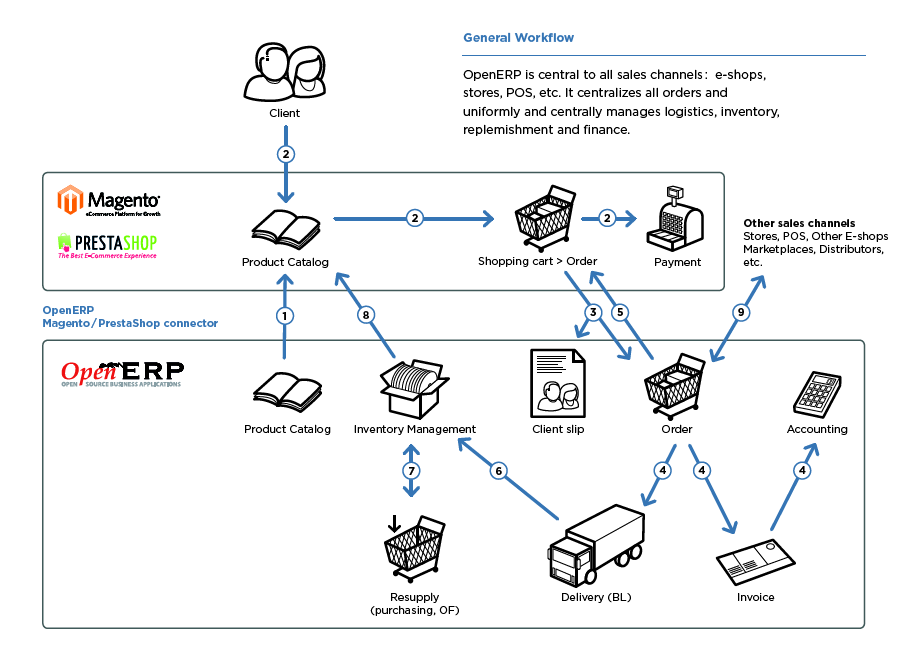 General Workflow
OpenERP is central to all sales channels: e-shops,
stores, POS, etc. It centralizes all orders and
uniformly and centrally manages logistics, inventory,
replemishment and finance.
Client
2
Magento
eCommerce Platform for Growth
PRESTASHOP
The Best E-Commerce Experience
2
2
Product Catalog
Shopping cart > Order
Payment
Other sales channels
Stores, POS, Other E-shops
Marketplaces, Distributors,
etc.
OpenERP
Magento/PrestaShop connector
1
8
3
5
9
Open ERP
OPEN SOURCE BUSINESS APPLICATIONS
Product Catalog
Inventory Management
Client slip
Order
Accounting
7
6
4
4
4
Resupply
(purchasing, OF)
Delivery (BL)
Invoice